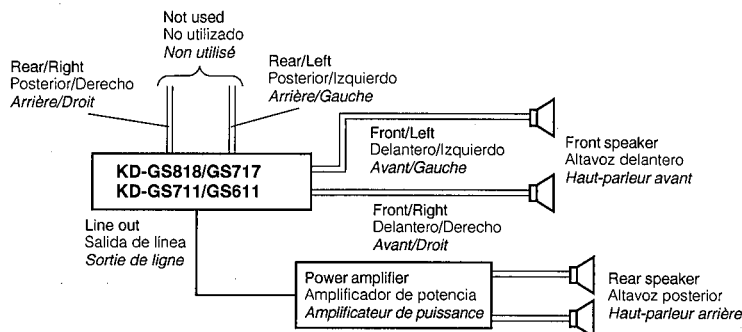 Not used
No utilizado
Non utilisé
Rear/Right
Posterior/Derecho
Arrière/Droit
Rear/Left
Posterior/Izquierdo
Arrière/Gauche
KD-GS818/GS717
KD-GS711/GS611
Front/Left
Delantero/Izquierdo
Avant/Gauche
Front speaker
Altavoz delantero
Haut-parleur avant
Front/Right
Delantero/Derecho
Avant/Droit
Line out
Salida de línea
Sortie de ligne
Power amplifier
Amplificador de potencia
Amplificateur de puissance
Rear speaker
Altavoz posterior
Haut-parleur arrière